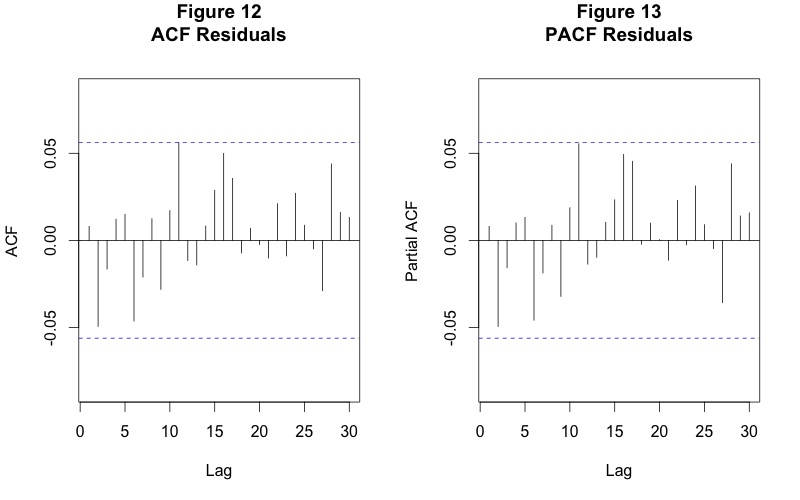 Figure 12
ACF Residuals
ACF
0.05
0.00
-0.05
0 5 10 15 20 25 30
Lag
Figure 13
PACF Residuals
Partial ACF
0.05
0.00
-0.05
0 5 10 15 20 25 30
Lag